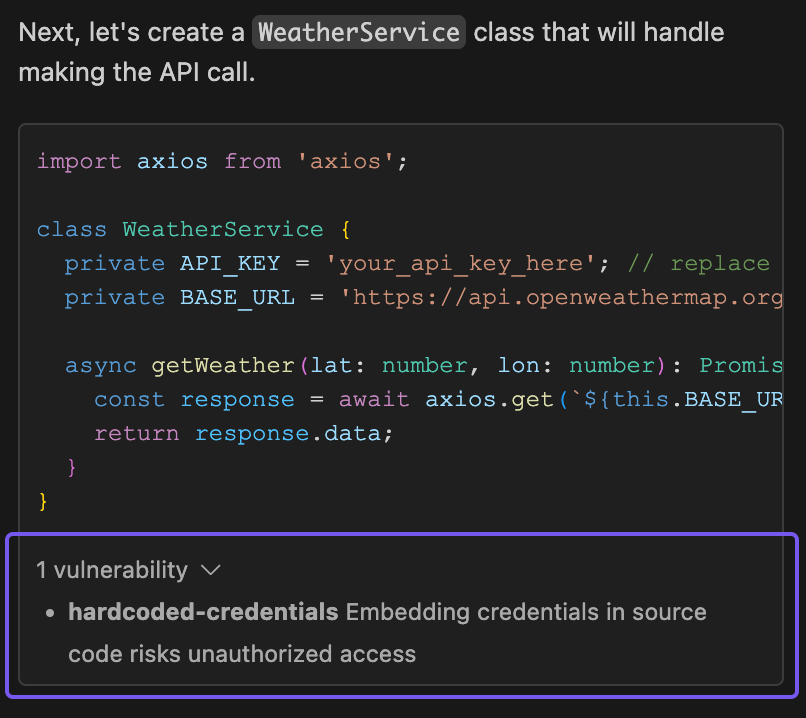 Next, let's create a WeatherService class that will handle
making the API call.
import axios from 'axios';
class WeatherService {
private API_KEY = 'your_api_key_here'; // replace
private BASE_URL = 'https://api.openweathermap.org
async getWeather(lat: number, lon: number): Promis
const response = await axios.get(`${this.BASE_UR
return response.data;
}
}
1 vulnerability
• hardcoded-credentials Embedding credentials in source
code risks unauthorized access